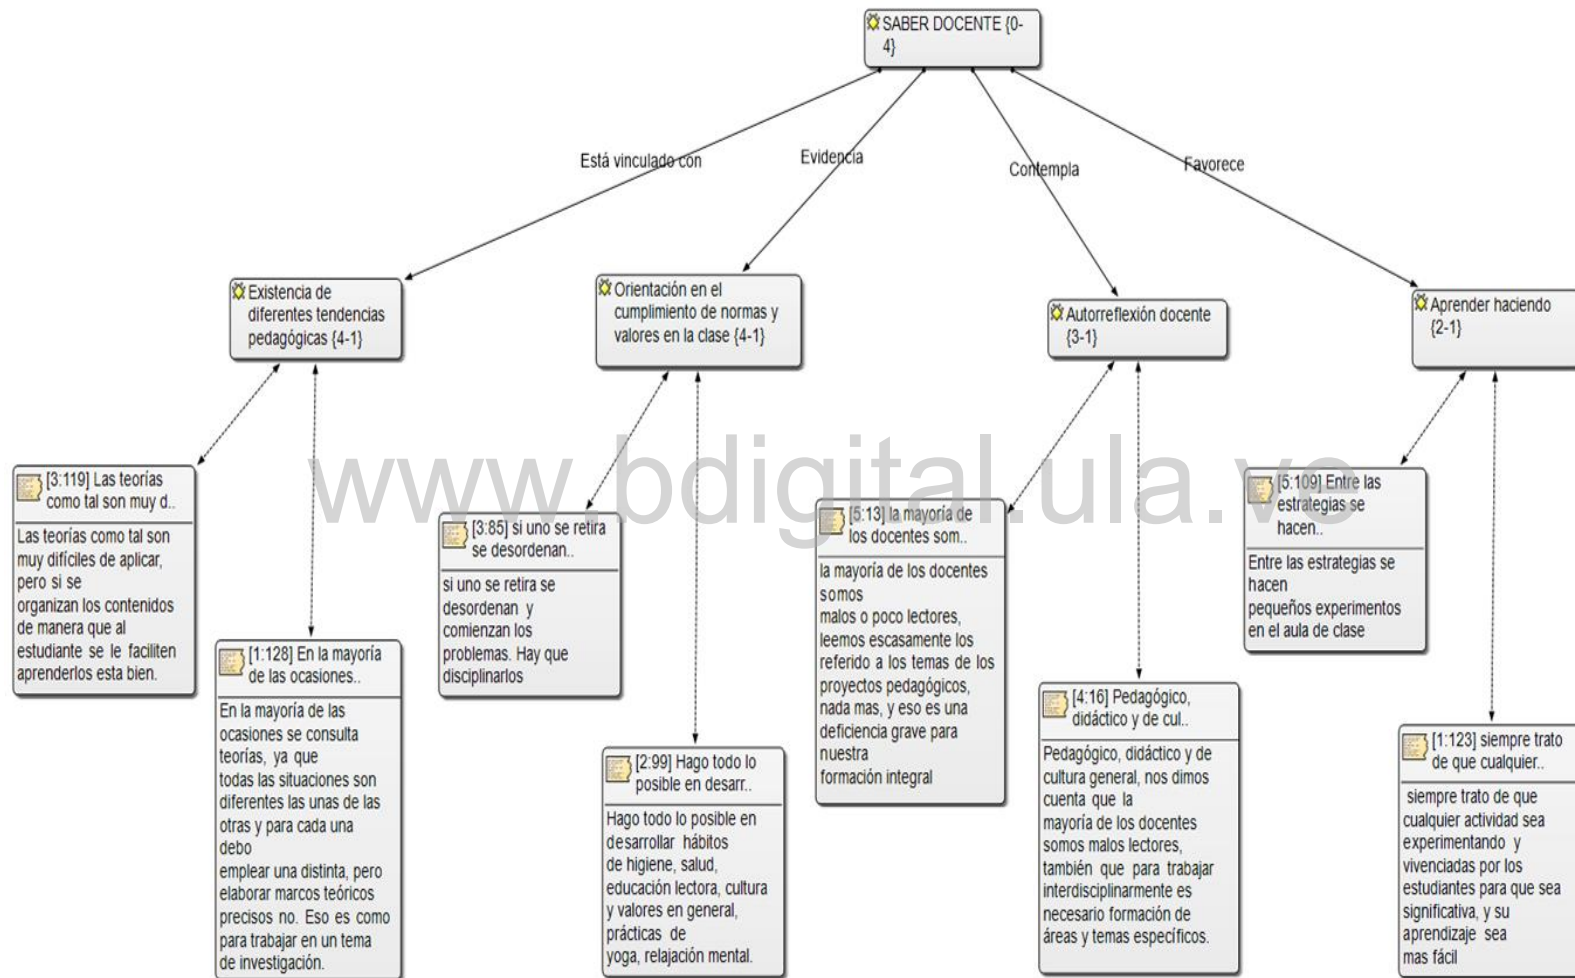 SABER DOCENTE {0-
4}
Está vinculado con
Evidencia
Contempla
Favorece
Existencia de
diferentes tendencias
pedagógicas {4-1}
Orientación en el
cumplimiento de normas y
valores en la clase {4-1}
Autorreflexión docente
{3-1}
Aprender haciendo
{2-1}
[3:119] Las teorías
como tal son muy d..
Las teorías como tal son
muy difíciles de aplicar,
pero si se
organizan los contenidos
de manera que al
estudiante se le faciliten
aprenderlos esta bien.
[1:128] En la mayoría
de las ocasiones..
En la mayoría de las
ocasiones se consulta
teorías, ya que
todas las situaciones son
diferentes las unas de las
otras y para cada una
debo
emplear una distinta, pero
elaborar marcos teóricos
precisos no. Eso es como
para trabajar en un tema
de investigación.
[3:85] si uno se retira
se desordenan..
si uno se retira se
desordenan y
comienzan los
problemas. Hay que
disciplinarlos
[2:99] Hago todo lo
posible en desarr..
Hago todo lo posible en
desarrollar hábitos
de higiene, salud,
educación lectora, cultura
y valores en general,
prácticas de
yoga, relajación mental.
[5:13] la mayoría de
los docentes som..
la mayoría de los docentes
somos
malos o poco lectores,
leemos escasamente los
referido a los temas de los
proyectos pedagógicos,
nada mas, y eso es una
deficiencia grave para
nuestra
formación integral
[4:16] Pedagógico,
didáctico y de cul..
Pedagógico, didáctico y de
cultura general, nos dimos
cuenta que la
mayoría de los docentes
somos malos lectores,
también que para trabajar
interdisciplinarmente es
necesario formación de
áreas y temas específicos.
[5:109] Entre las
estrategias se
hacen..
Entre las estrategias se
hacen
pequeños experimentos
en el aula de clase
[1:123] siempre trato
de que cualquier..
siempre trato de que
cualquier actividad sea
experimentando y
vivenciadas por los
estudiantes para que sea
significativa, y su
aprendizaje sea
mas fácil
www.bdigital.ula.ve